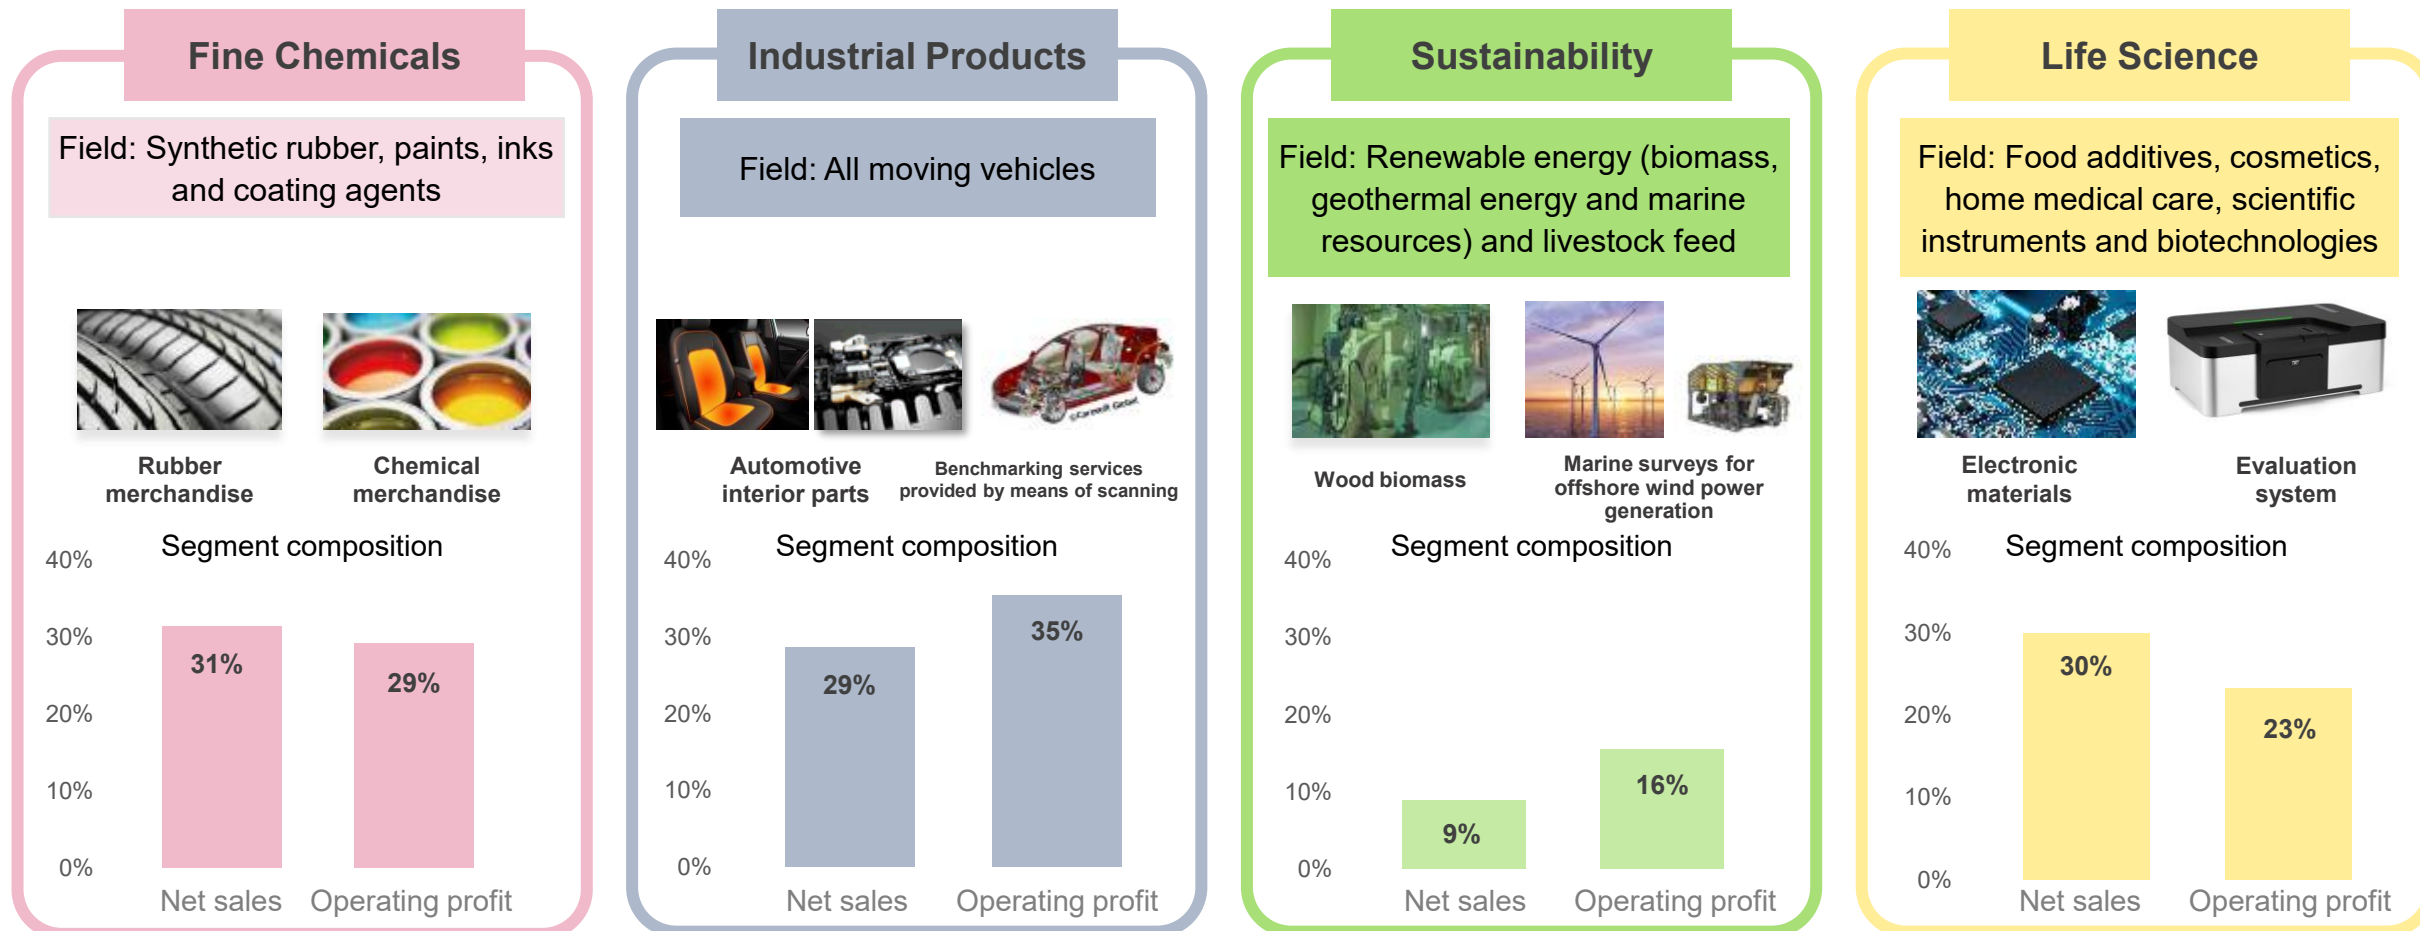 Fine Chemicals
Field: Synthetic rubber, paints, inks
and coating agents
Rubber
merchandise
Chemical
merchandise
Segment composition
40%
30%
20%
10%
0%
31%
29%
Net sales
Operating profit
Industrial Products
Field: All moving vehicles
Automotive
interior parts
Benchmarking services
provided by means of scanning
Segment composition
40%
30%
20%
10%
0%
29%
35%
Net sales
Operating profit
Sustainability
Field: Renewable energy (biomass,
geothermal energy and marine
resources) and livestock feed
Wood biomass
Marine surveys for
offshore wind power
generation
Segment composition
40%
30%
20%
10%
0%
9%
16%
Net sales
Operating profit
Life Science
Field: Food additives, cosmetics,
home medical care, scientific
instruments and biotechnologies
Electronic
materials
Evaluation
system
Segment composition
40%
30%
20%
10%
0%
30%
23%
Net sales
Operating profit